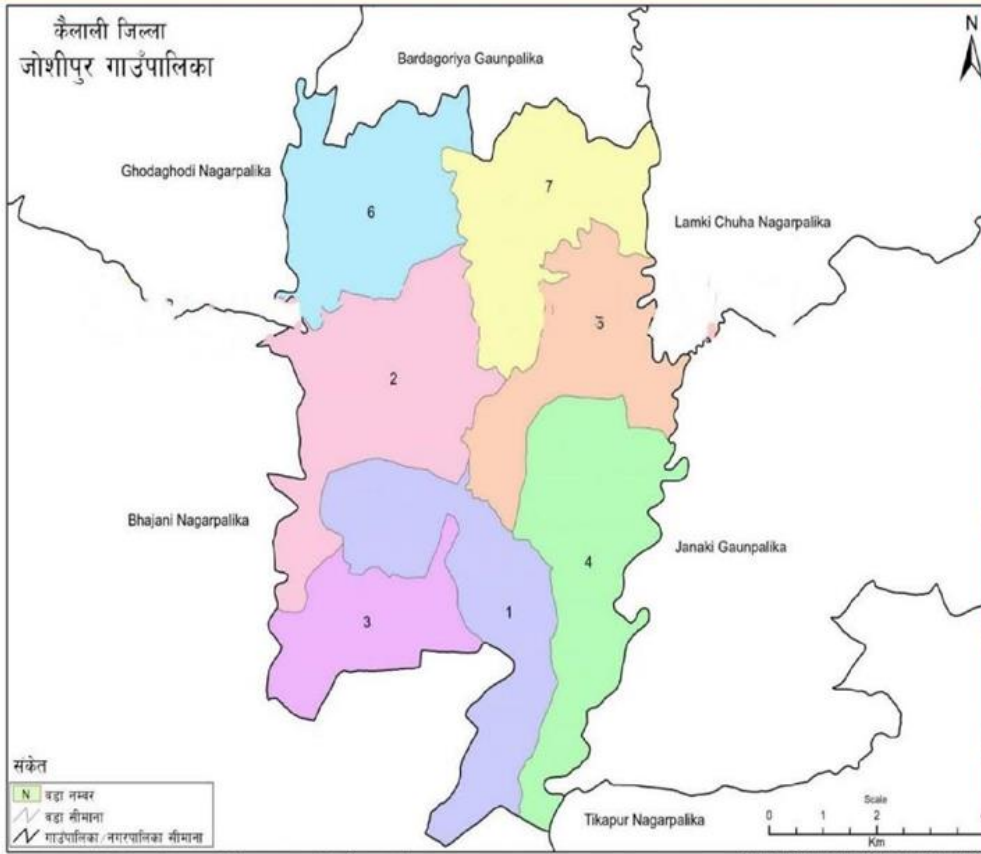 कैलाली जिल्ला
जोशीपुर गाउँपालिका
N
Bardagoriya Gaunpalika
Ghodaghodi Nagarpalika
7
6
Lamki Chuha Nagarpalika
5
2
Bhajani Nagarpalika
Janaki Gaunpalika
4
1
3
संकेत
N वडा नम्बर
वडा सीमाना
गाउँपालिका/नगरपालिका सीमाना
Tikapur Nagarpalika
Scale
0 1 2
Km